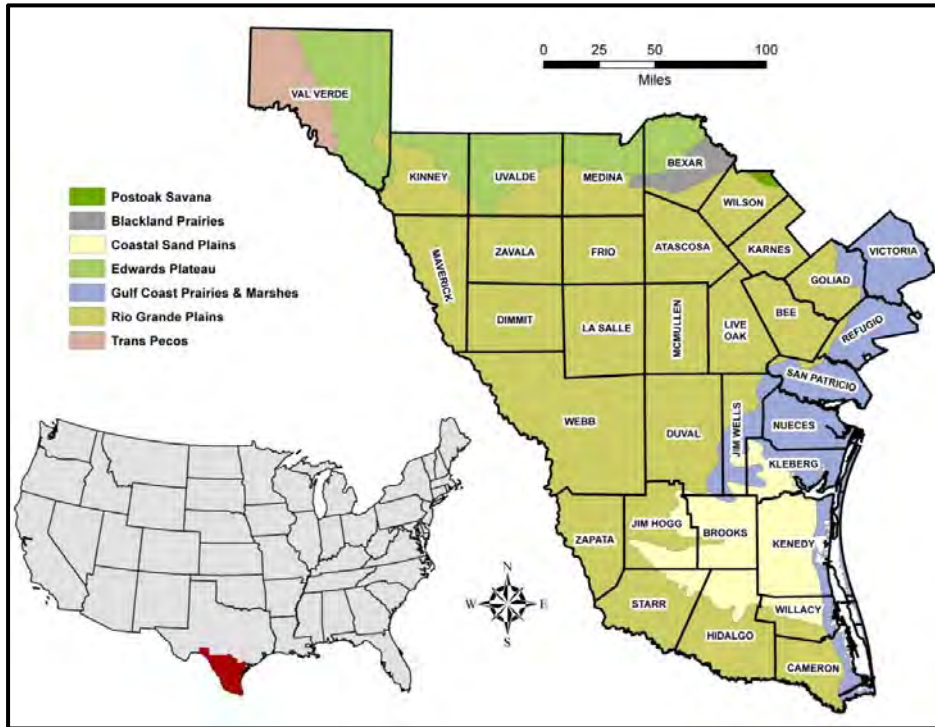 0 25 50 100
Miles
VAL VERDE
KINNEY
UVALDE
MEDINA
BEXAR
WILSON
Postoak Savana
Blackland Prairies
Coastal Sand Plains
Edwards Plateau
Gulf Coast Prairies & Marshes
Rio Grande Plains
Trans Pecos
MAVERICK
ZAVALA
FRIO
ATASCOSA
KARNES
GOLIAD
VICTORIA
DIMMIT
LA SALLE
MCMULLEN
LIVE
OAK
BEE
REFUGIO
SAN PATRICIO
WEBB
DUVAL
JIM WELLS
NUECES
KLEBERG
ZAPATA
JIM HOGG
BROOKS
KENEDY
STARR
HIDALGO
WILLACY
CAMERON
N
W E
S